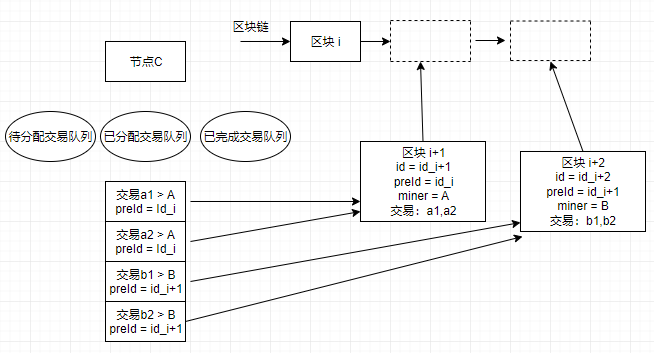 区块链
区块 i
节点C
待分配交易队列
已分配交易队列
已完成交易队列
区块 i+1
id = id_i+1
preId = id_i
miner = A
交易：a1,a2
区块 i+2
id = id_i+2
preId = id_i+1
miner = B
交易：b1,b2
交易a1 > A
preId = Id_i
交易a2 > A
preId = Id_i
交易b1 > B
preId = id_i+1
交易b2 > B
preId = id_i+1